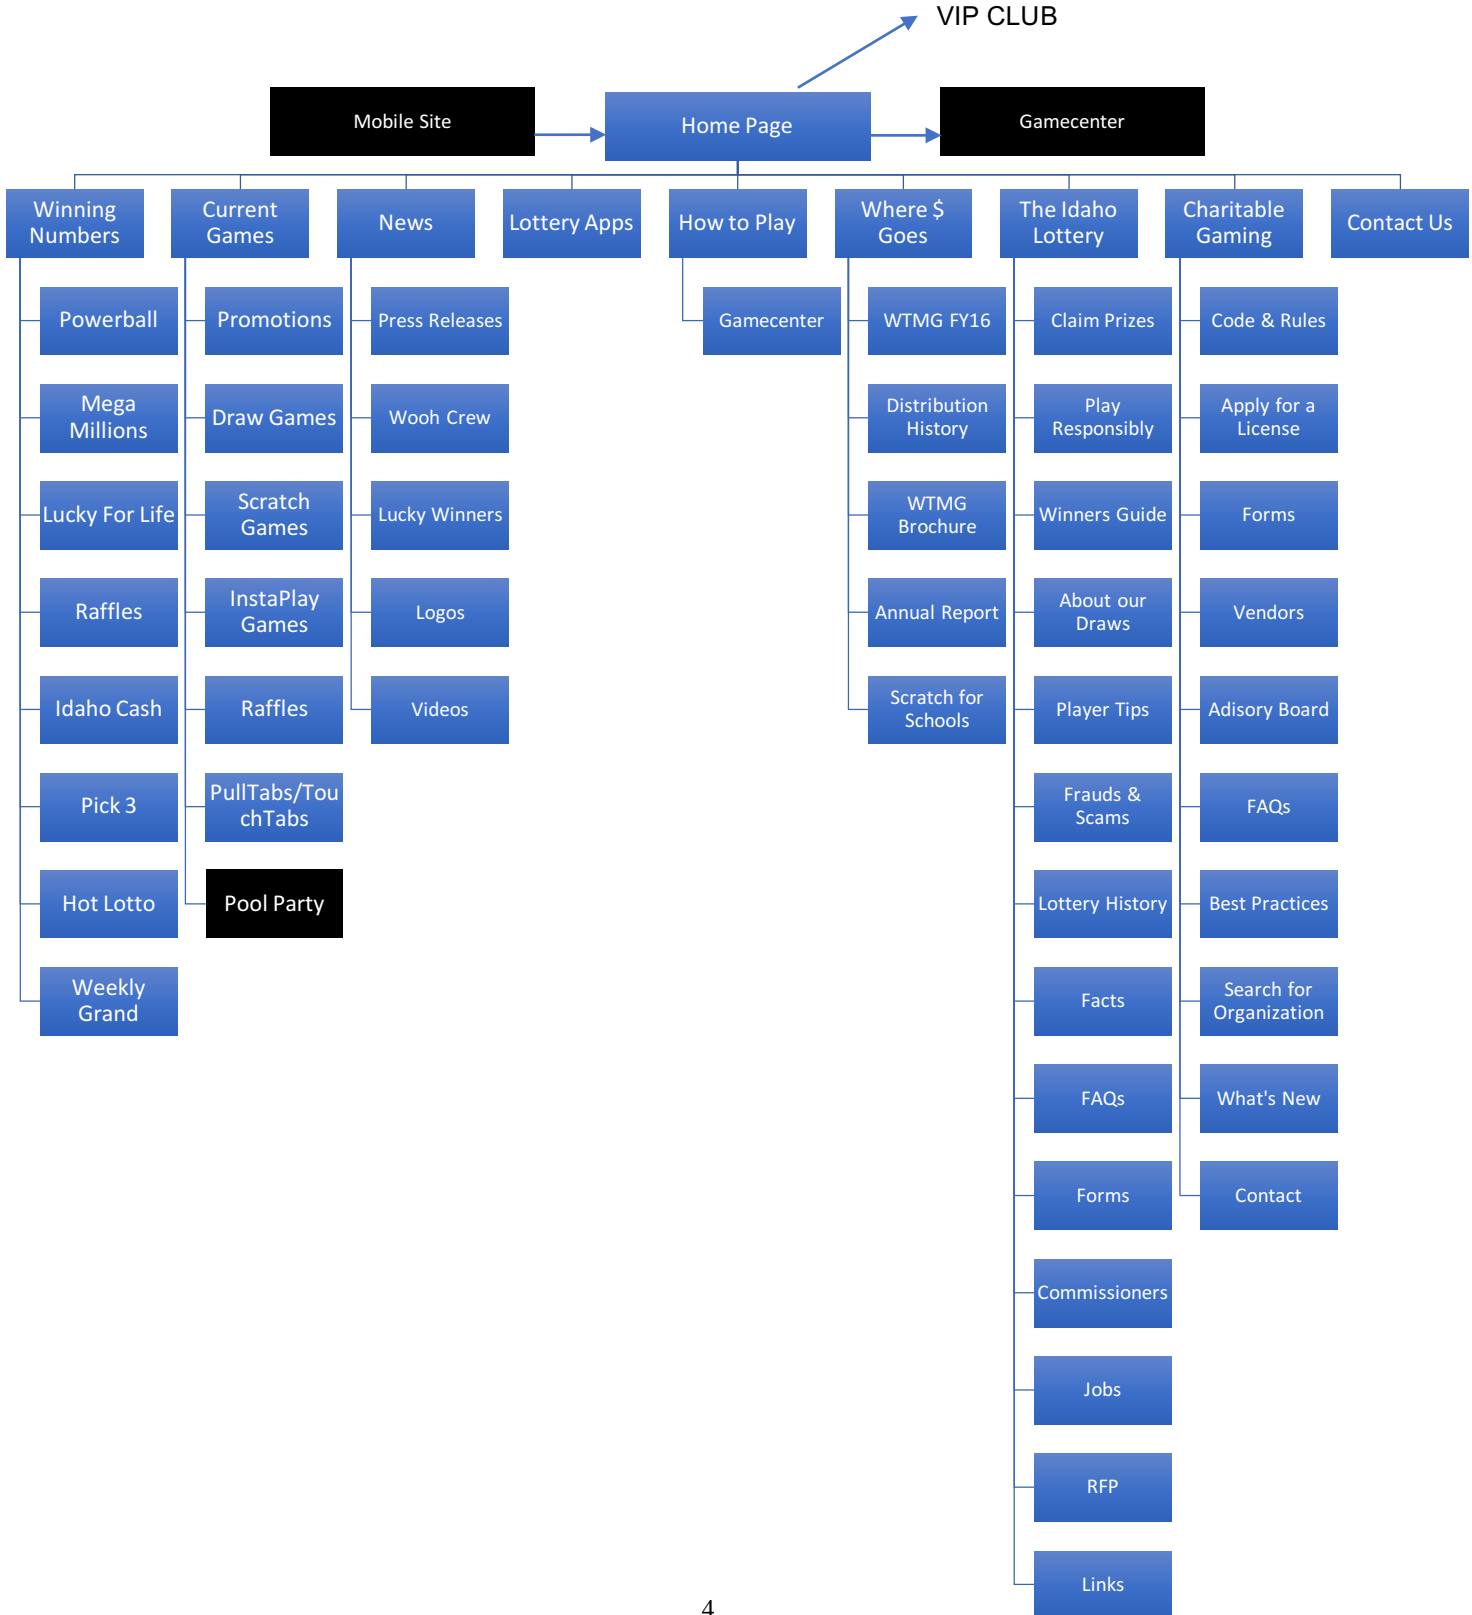 VIP CLUB
Mobile Site
Home Page
Gamecenter
Winning
Numbers
Current
Games
News
Lottery Apps
How to Play
Where $
Goes
The Idaho
Lottery
Charitable
Gaming
Contact Us
Powerball
Mega
Millions
Lucky For Life
Raffles
Idaho Cash
Pick 3
Hot Lotto
Weekly
Grand
Promotions
Draw Games
Scratch
Games
InstaPlay
Games
Raffles
PullTabs/Tou
chTabs
Pool Party
Press Releases
Wooh Crew
Lucky Winners
Logos
Videos
Gamecenter
WTMG FY16
Distribution
History
WTMG
Brochure
Annual Report
Scratch for
Schools
Claim Prizes
Play
Responsibly
Winners Guide
About our
Draws
Player Tips
Frauds &
Scams
Lottery History
Facts
FAQs
Forms
Commissioners
Jobs
RFP
Links
Code & Rules
Apply for a
License
Forms
Vendors
Adisory Board
FAQs
Best Practices
Search for
Organization
What's New
Contact
4